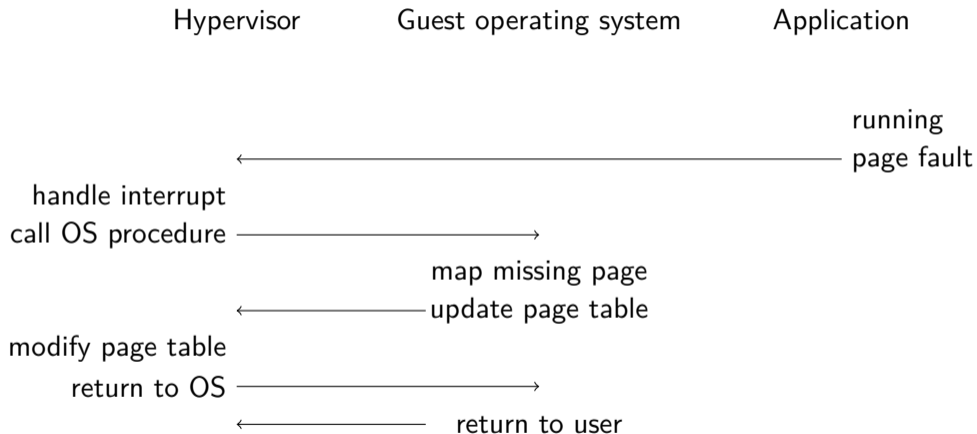 Hypervisor Guest operating system Application
running
page fault
handle interrupt
call OS procedure
map missing page
update page table
modify page table
return to OS
return to user